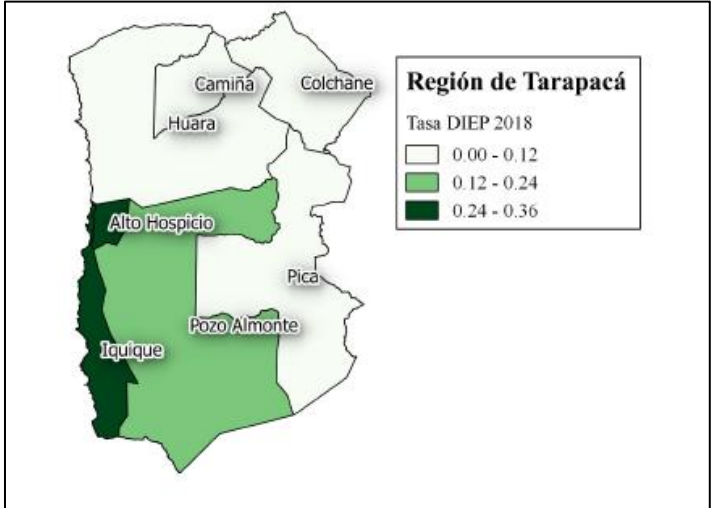 Camiña
Colchane
Huara
Alto Hospicio
Pica
Pozo Almonte
Iquique
Región de Tarapacá
Tasa DIEP 2018
0.00 - 0.12
0.12 - 0.24
0.24 - 0.36